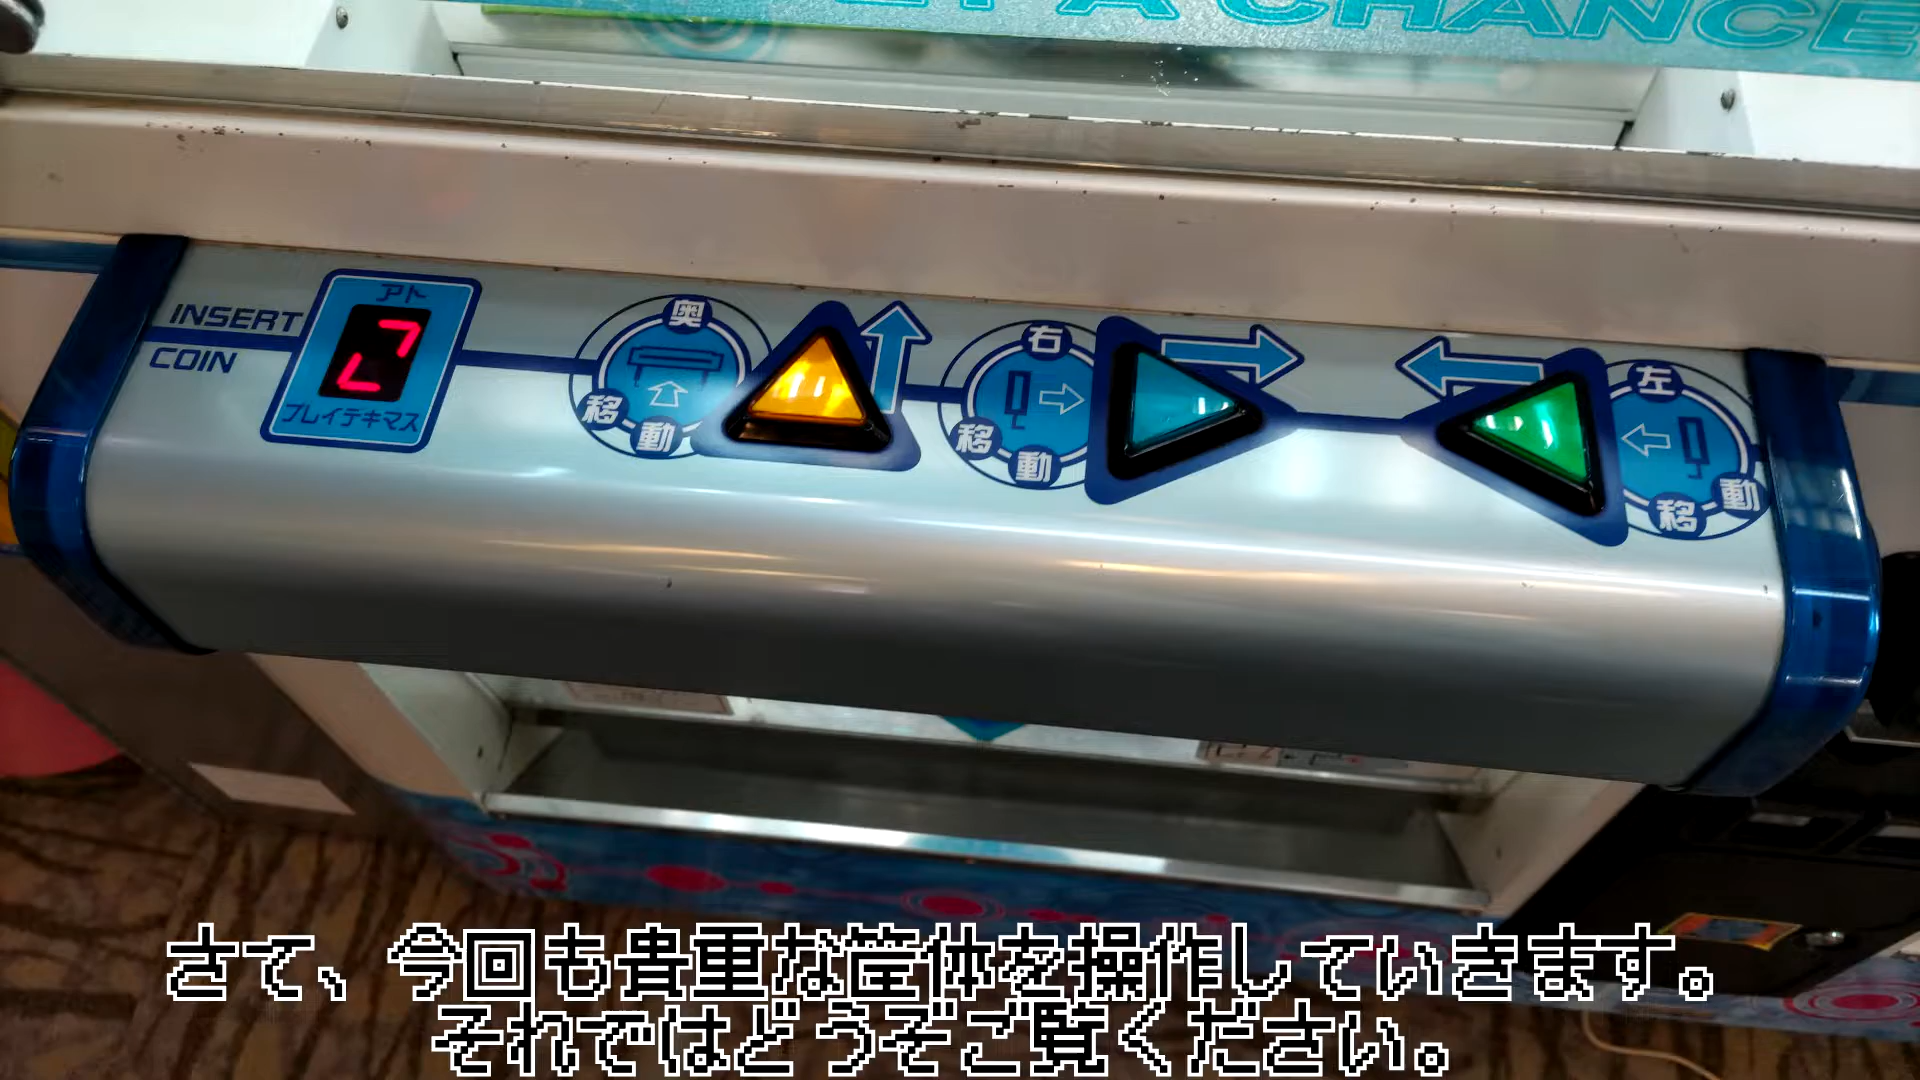 GET A CHANCE
INSERT
COIN
アト
2
プレイデキマス
奥
移動
右
移動
左
移動
さて、今回も貴重な筐体を操作していきます。
それではどうぞご覧ください。